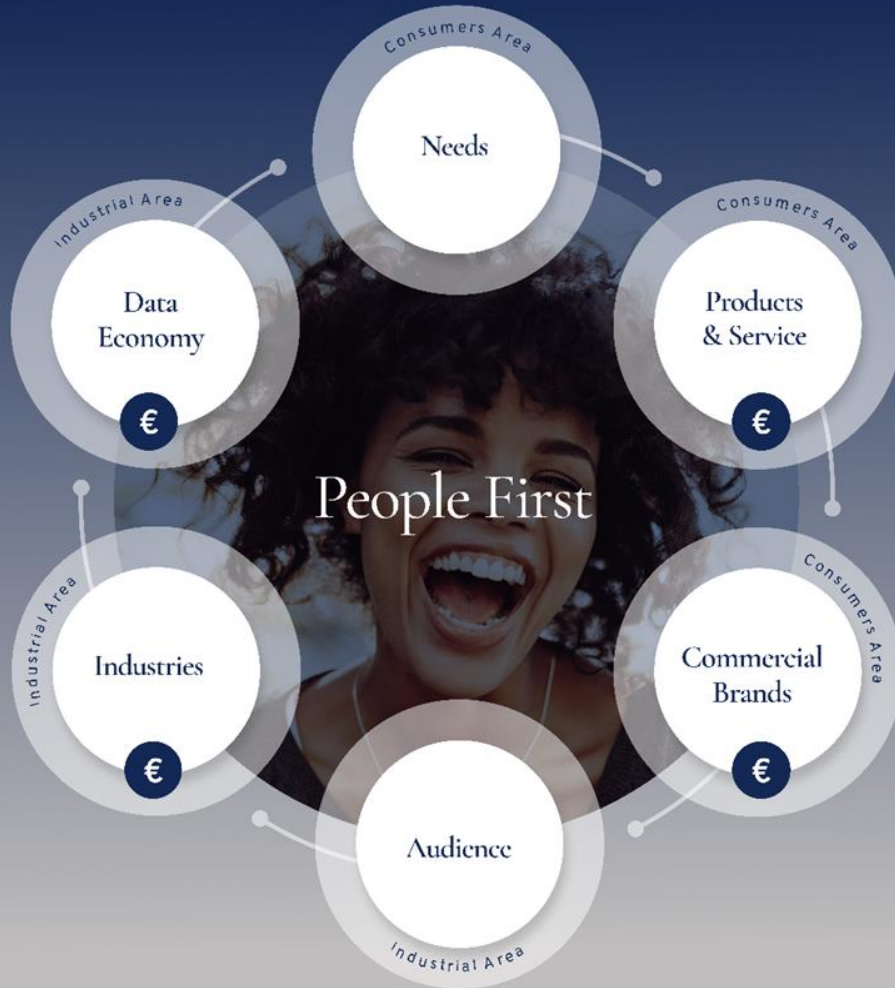 Consumers Area
Needs
Consumers Area
Products
& Service
€
Consumers Area
Commercial
Brands
€
Industrial Area
Audience
Industrial Area
Industries
€
Industrial Area
Data
Economy
€
People First